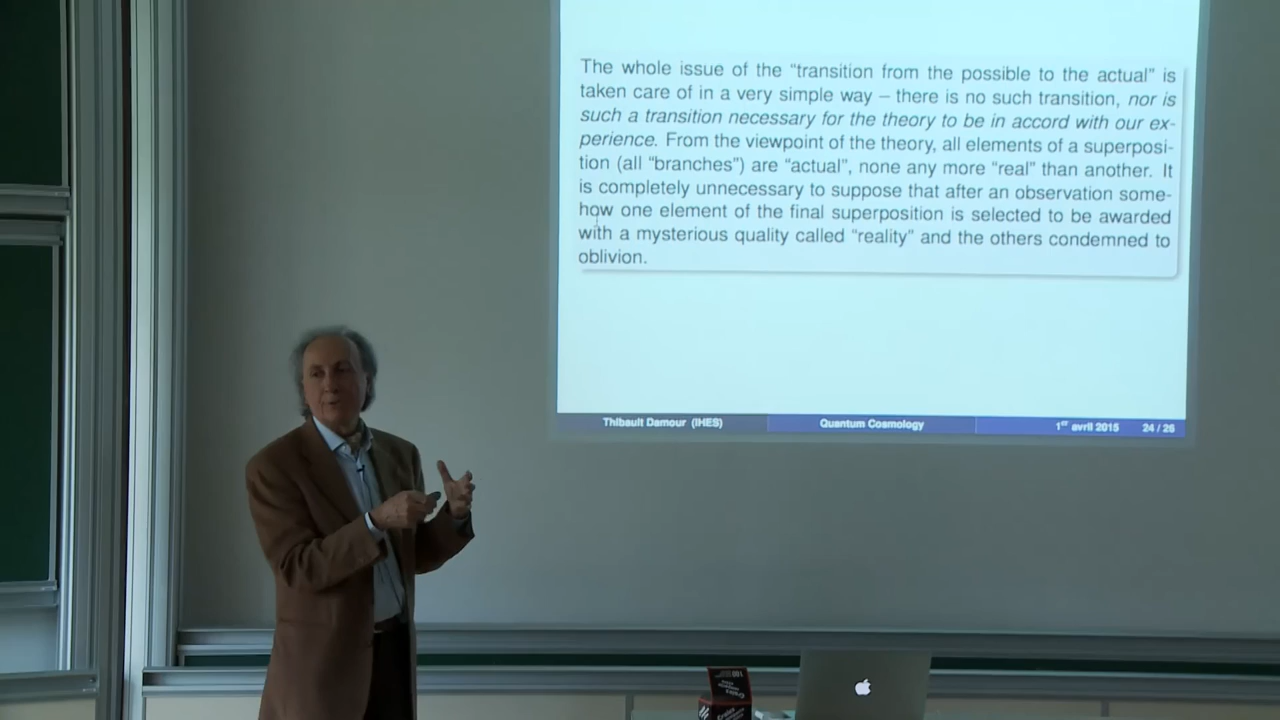 The whole issue of the “transition from the possible to the actual” is
taken care of in a very simple way – there is no such transition, nor is
such a transition necessary for the theory to be in accord with our ex-
perience. From the viewpoint of the theory, all elements of a superposi-
tion (all “branches”) are “actual”, none any more “real” than another. It
is completely unnecessary to suppose that after an observation some-
how one element of the final superposition is selected to be awarded
with a mysterious quality called “reality” and the others condemned to
oblivion.
Thibault Damour (IHES) Quantum Cosmology 1er avril 2015 24 / 26